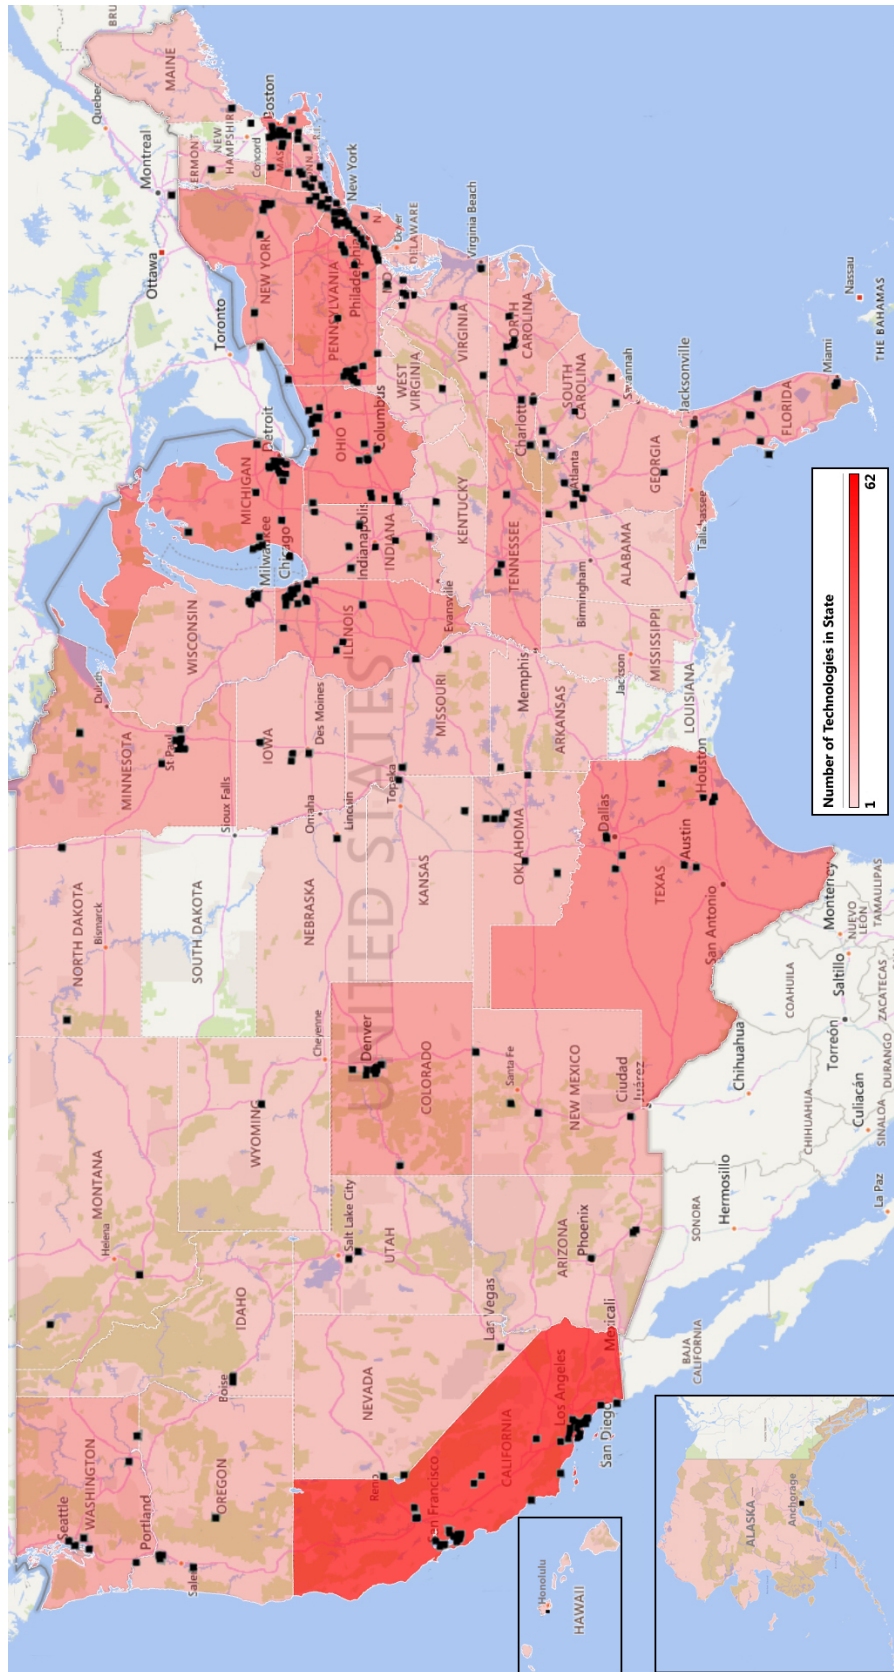 Seattle
WASHINGTON
Portland
Salem
OREGON
Boise
IDAHO
Helena
MONTANA
NORTH DAKOTA
Bismarck
SOUTH DAKOTA
Sioux Falls
MINNESOTA
St Paul
Duluth
WISCONSIN
MICHIGAN
Milwaukee
Detroit
Chicago
Toronto
Ottawa
Montreal
Quebec
MAINE
VERMONT
NEW
HAMPSHIRE
Concord
Boston
MASS
R.I.
NEW YORK
New York
PENNSYLVANIA
Philadelphia
N.J.
Dover
DELAWARE
WYOMING
Cheyenne
NEBRASKA
Omaha
Lincoln
IOWA
Des Moines
ILLINOIS
INDIANA
Indianapolis
OHIO
Columbus
WEST
VIRGINIA
VIRGINIA
Virginia Beach
Reno
NEVADA
Salt Lake City
UTAH
Denver
COLORADO
UNITED STATES
KANSAS
Topeka
MISSOURI
Evansville
KENTUCKY
San Francisco
CALIFORNIA
Las Vegas
Los Angeles
San Diego
Mexicali
ARIZONA
Phoenix
Santa Fe
NEW MEXICO
Ciudad
Juárez
OKLAHOMA
ARKANSAS
Memphis
TENNESSEE
NORTH
CAROLINA
Charlotte
SOUTH
CAROLINA
Savannah
Atlanta
GEORGIA
Birmingham
ALABAMA
MISSISSIPPI
Jackson
LOUISIANA
TEXAS
Dallas
Austin
Houston
San Antonio
Tallahassee
Jacksonville
FLORIDA
Miami
Nassau
THE BAHAMAS
HAWAII
Honolulu
ALASKA
Anchorage
BAJA
CALIFORNIA
SONORA
Hermosillo
La Paz
CHIHUAHUA
Chihuahua
SINALOA
Culiacán
DURANGO
Torreón
COAHUILA
Saltillo
ZACATECAS
Monterrey
NUEVO
LEÓN
TAMAULIPAS
Number of Technologies in State
1
62